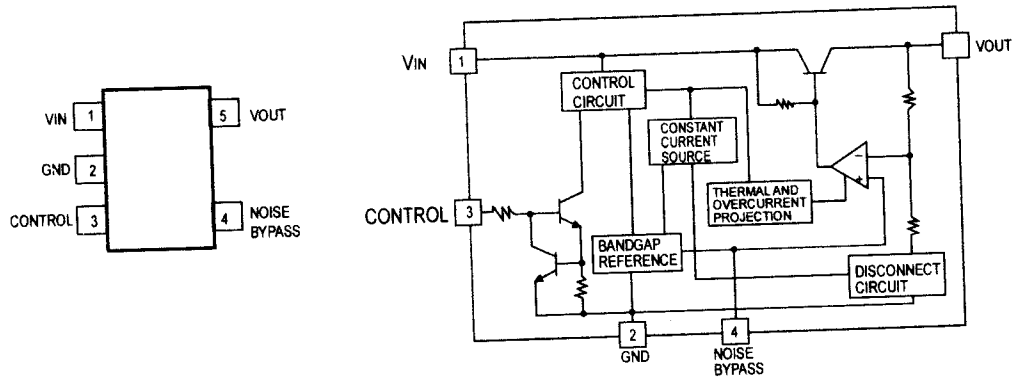 VIN
1
5
VOUT
GND
2
CONTROL
3
4
NOISE
BYPASS
VIN
1
VOUT
CONTROL
CIRCUIT
CONSTANT
CURRENT
SOURCE
−
+
THERMAL AND
OVERCURRENT
PROJECTION
CONTROL
3
BANDGAP
REFERENCE
DISCONNECT
CIRCUIT
2
GND
4
NOISE
BYPASS